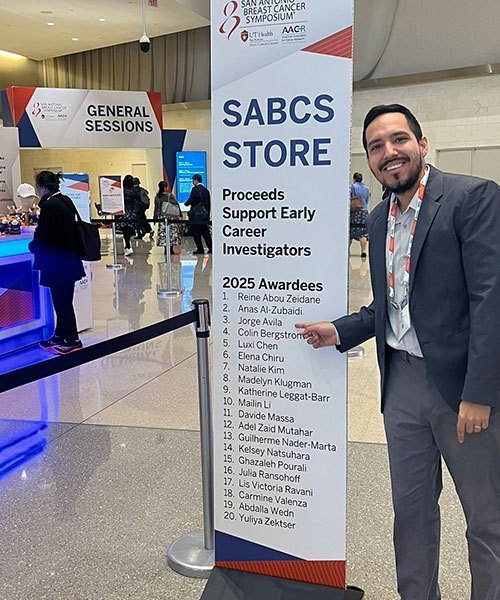 SAN ANTONIO
BREAST CANCER
SYMPOSIUM®
UT Health
San Antonio
AACR
SABCS
STORE
Proceeds
Support Early
Career
Investigators
2025 Awardees
1. Reine Abou Zeidane
2. Anas Al-Zubaidi
3. Jorge Avila
4. Colin Bergstrom
5. Luxi Chen
6. Elena Chiru
7. Natalie Kim
8. Madelyn Klugman
9. Katherine Leggat-Barr
10. Mailin Li
11. Davide Massa
12. Adel Zaid Mutahar
13. Guilherme Nader-Marta
14. Kelsey Natsuhara
15. Ghazaleh Pourali
16. Julia Ransohoff
17. Lis Victoria Ravani
18. Carmine Valenza
19. Abdalla Wedn
20. Yuliya Zektser
GENERAL
SESSIONS